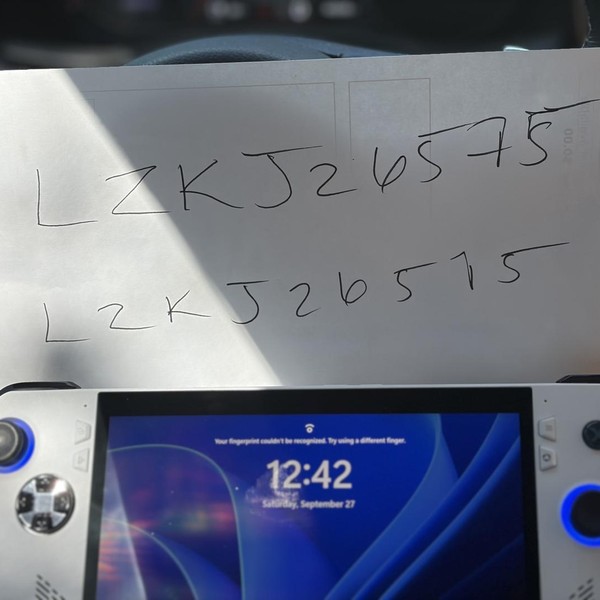 LZKJ26575
LZKJ26515
Your fingerprint couldn't be recognized. Try using a different finger.
12:42
Saturday, September 27